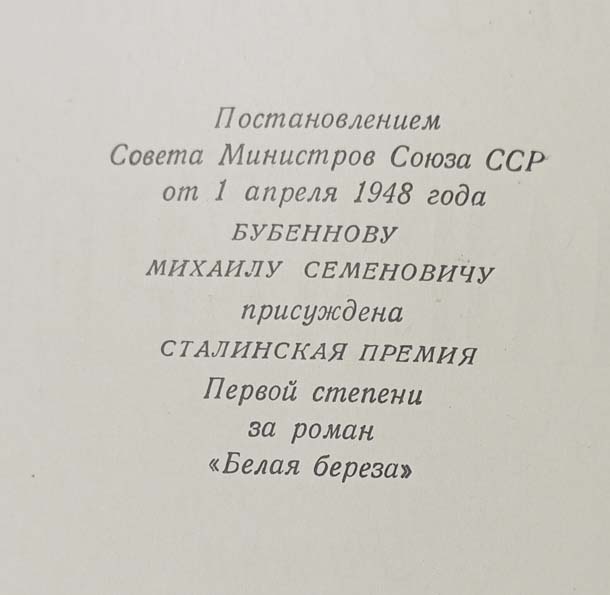 Постановлением
Совета Министров Союза ССР
от 1 апреля 1948 года
БУБЕННОВУ
МИХАИЛУ СЕМЕНОВИЧУ
присуждена
СТАЛИНСКАЯ ПРЕМИЯ
Первой степени
за роман
«Белая береза»